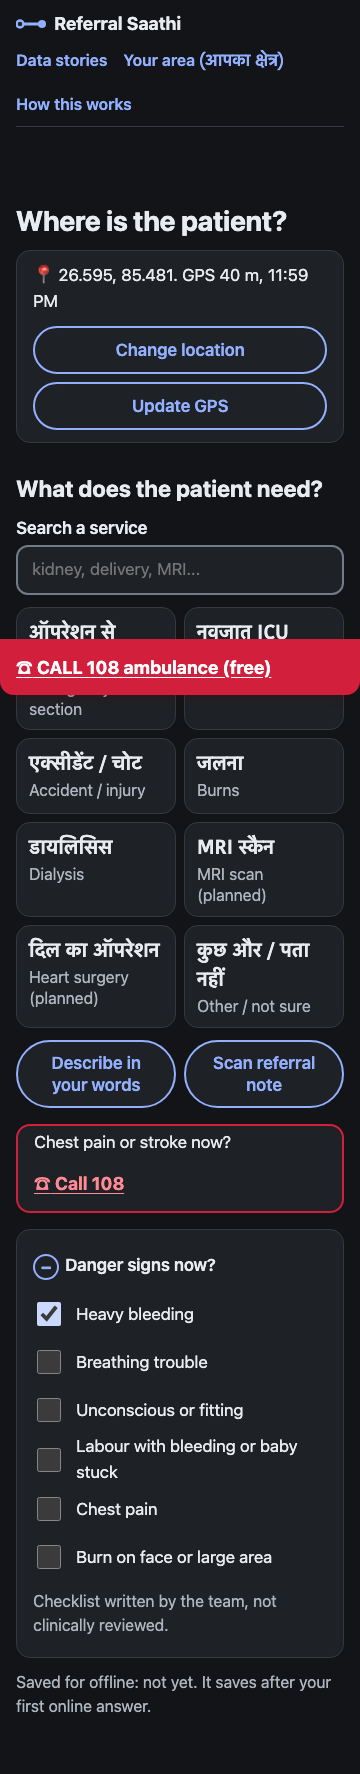 Referral Saathi
Data stories Your area (आपका क्षेत्र)
How this works
Where is the patient?
📍 26.595, 85.481. GPS 40 m, 11:59
PM
Change location
Update GPS
What does the patient need?
Search a service
kidney, delivery, MRI...
ऑपरेशन से
नवजात ICU
☎ CALL 108 ambulance (free)
section
एक्सीडेंट / चोट
Accident / injury
जलना
Burns
डायलिसिस
Dialysis
MRI स्कैन
MRI scan
(planned)
दिल का ऑपरेशन
Heart surgery
(planned)
कुछ और / पता
नहीं
Other / not sure
Describe in
your words
Scan referral
note
Chest pain or stroke now?
☎ Call 108
Danger signs now?
Heavy bleeding
Breathing trouble
Unconscious or fitting
Labour with bleeding or baby
stuck
Chest pain
Burn on face or large area
Checklist written by the team, not
clinically reviewed.
Saved for offline: not yet. It saves after your
first online answer.